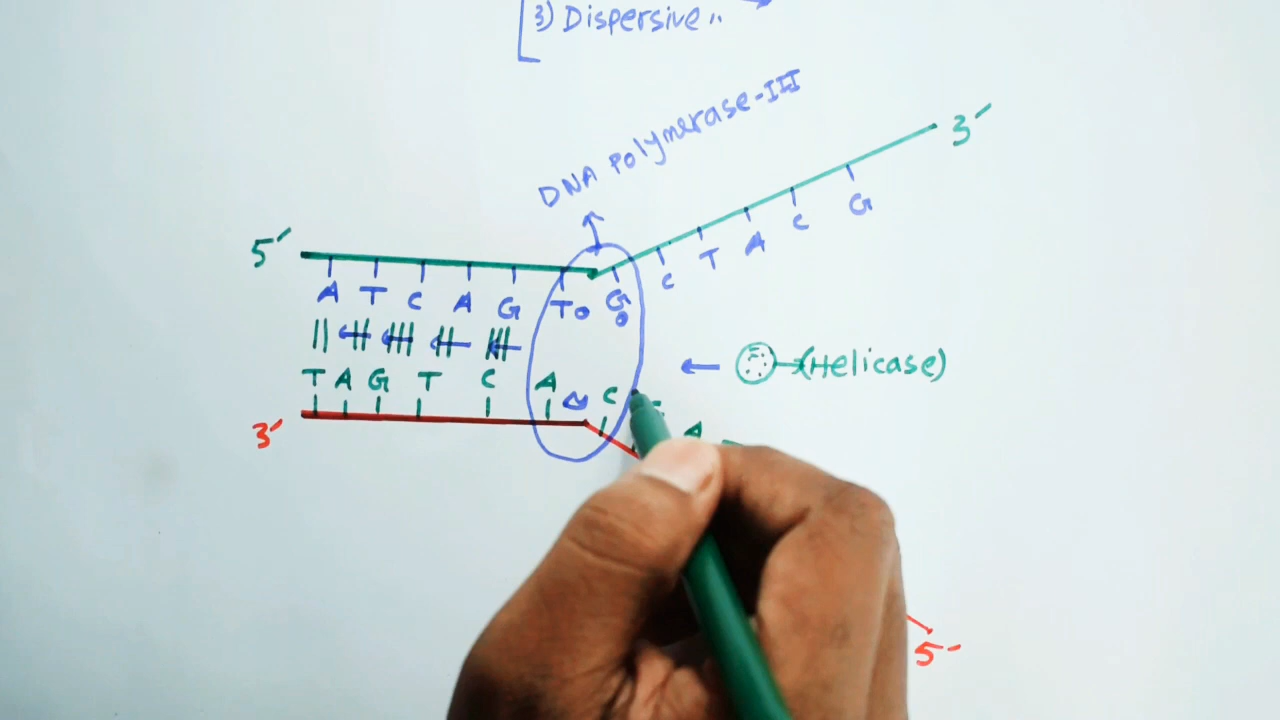 3) Dispersive ,,
DNA polymerase-III
3′
5′
A T C A G T G C T A C G
(Helicase)
T A G T C A C
A
3′
5′